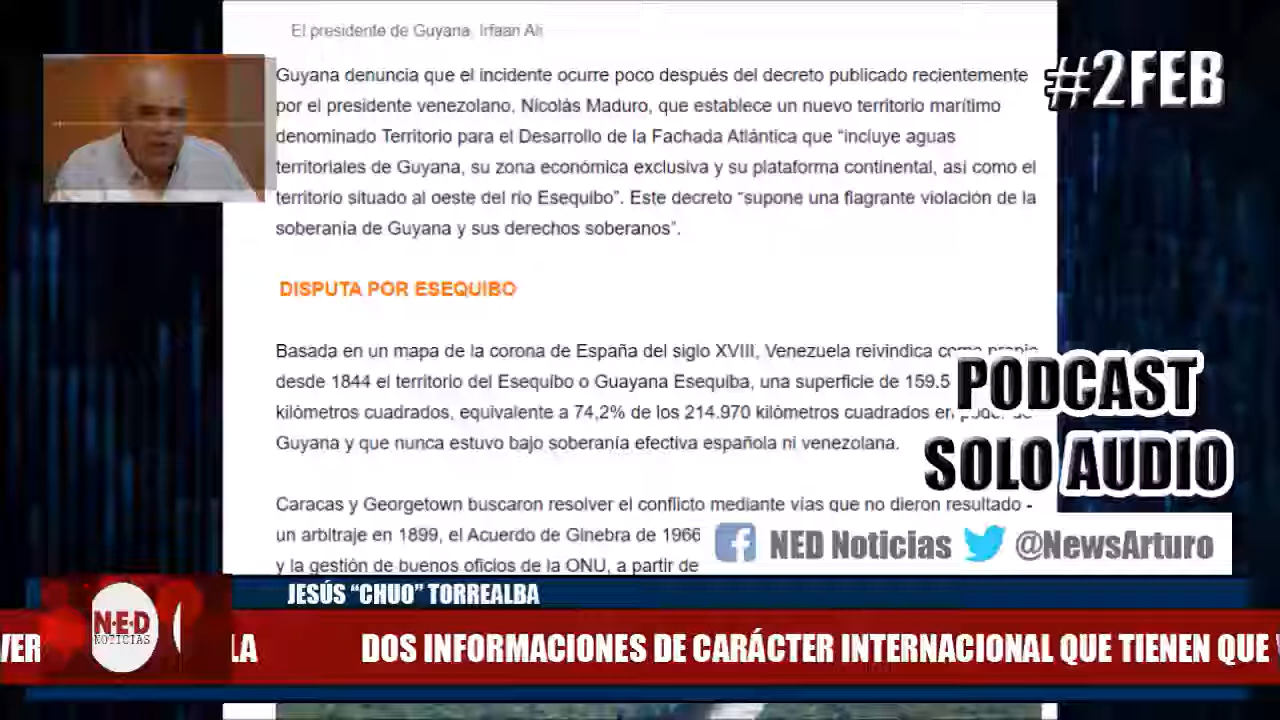 El presidente de Guyana, Irfaan Ali
#2FEB
Guyana denuncia que el incidente ocurre poco después del decreto publicado recientemente
por el presidente venezolano, Nicolás Maduro, que establece un nuevo territorio marítimo
denominado Territorio para el Desarrollo de la Fachada Atlántica que “incluye aguas
territoriales de Guyana, su zona económica exclusiva y su plataforma continental, así como el
territorio situado al oeste del río Esequibo”. Este decreto “supone una flagrante violación de la
soberanía de Guyana y sus derechos soberanos”.
DISPUTA POR ESEQUIBO
Basada en un mapa de la corona de España del siglo XVIII, Venezuela reivindica como propio
desde 1844 el territorio del Esequibo o Guayana Esequiba, una superficie de 159.5
kilómetros cuadrados, equivalente a 74,2% de los 214.970 kilómetros cuadrados en poder de
Guyana y que nunca estuvo bajo soberanía efectiva española ni venezolana.
PODCAST
SOLO AUDIO
Caracas y Georgetown buscaron resolver el conflicto mediante vías que no dieron resultado -
un arbitraje en 1899, el Acuerdo de Ginebra de 1966
y la gestión de buenos oficios de la ONU, a partir de
NED Noticias @NewsArturo
JESÚS “CHUO” TORREALBA
N•E•D
NOTICIAS
VER LA DOS INFORMACIONES DE CARÁCTER INTERNACIONAL QUE TIENEN QUE